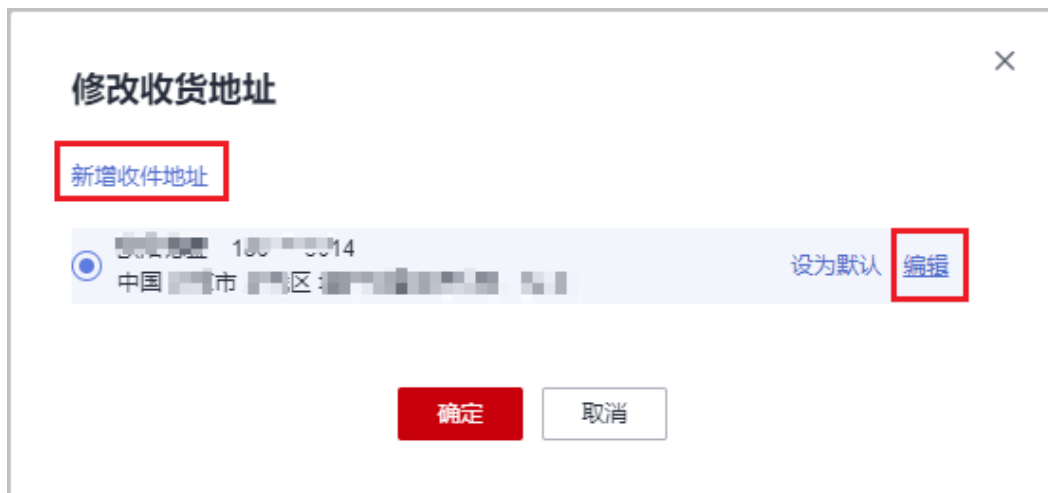 修改收货地址
新增收件地址
中国 市 区
设为默认 编辑
确定 取消